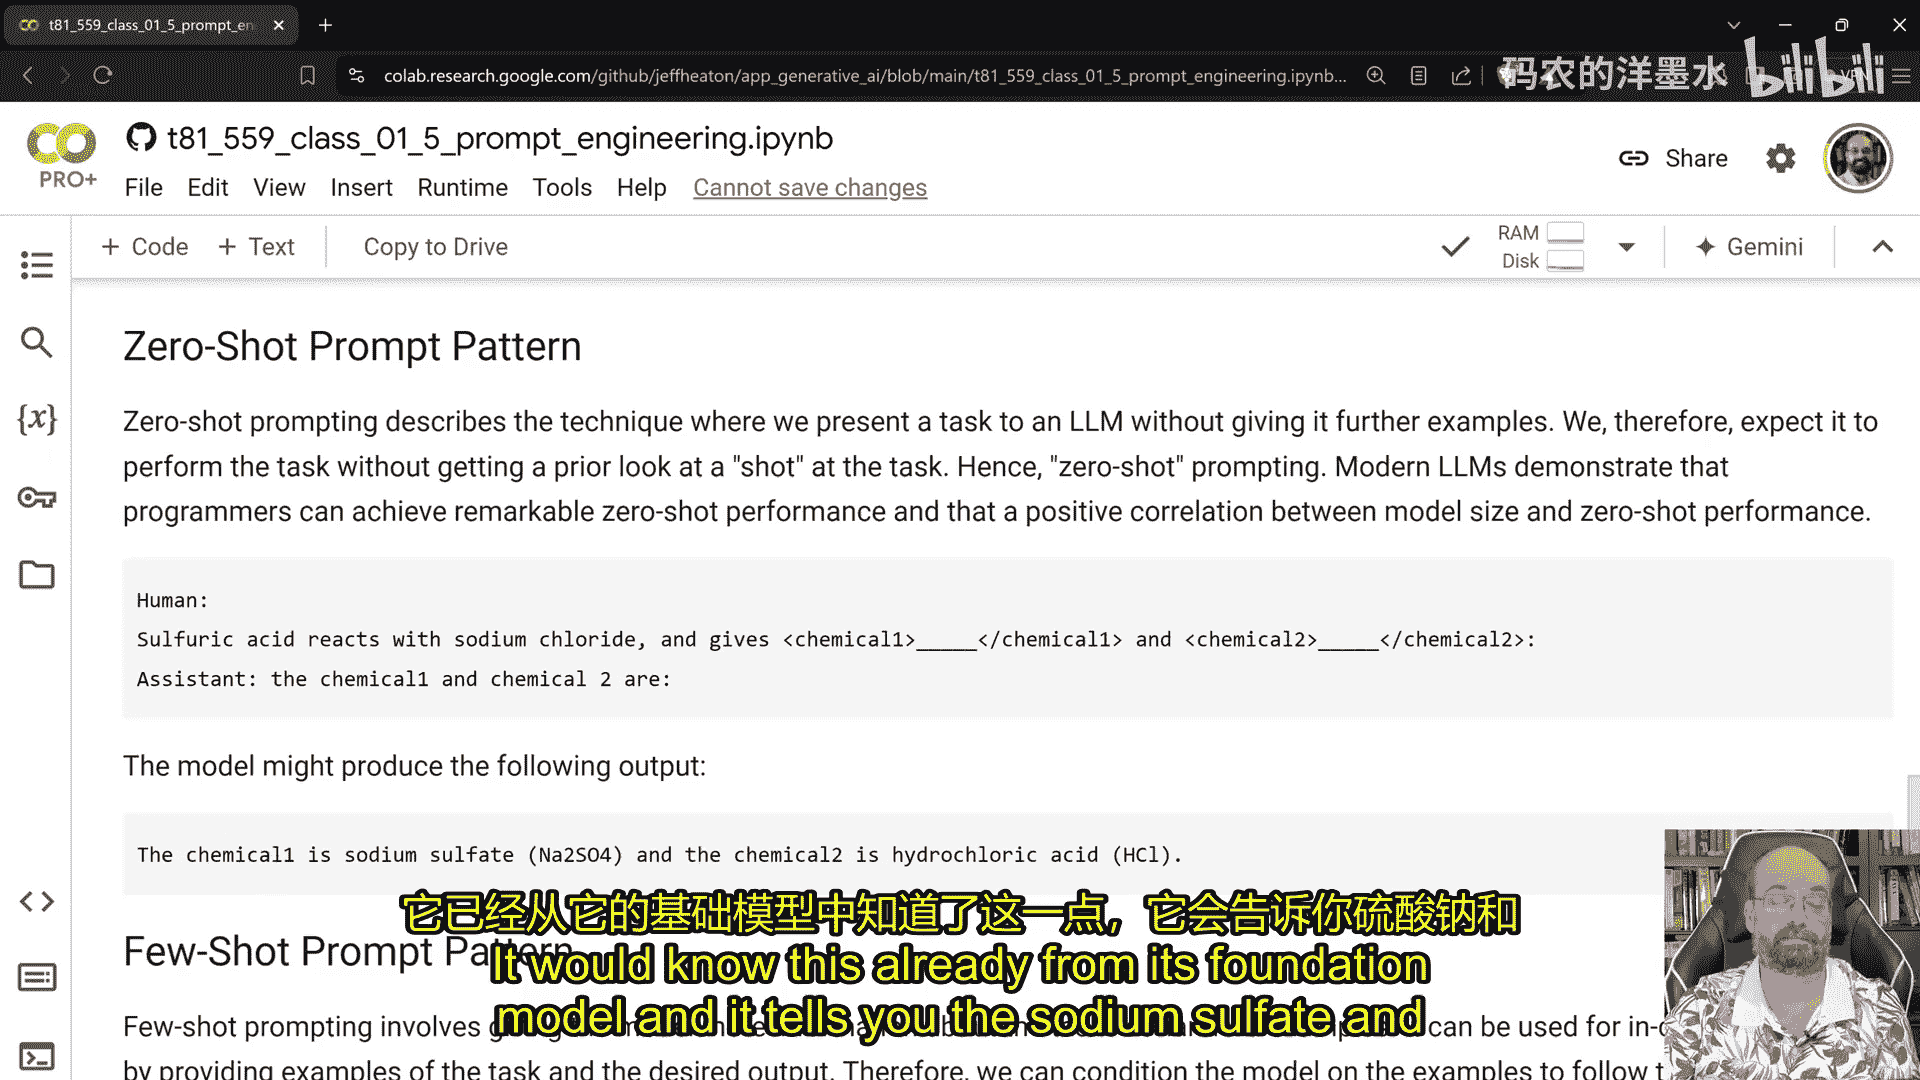 t81_559_class_01_5_prompt_en
colab.research.google.com/github/jeffheaton/app_generative_ai/blob/main/t81_559_class_01_5_prompt_engineering.ipynb...
码农的洋墨水
bilibili
PRO+
t81_559_class_01_5_prompt_engineering.ipynb
File Edit View Insert Runtime Tools Help Cannot save changes
Share
+ Code + Text Copy to Drive
RAM
Disk
Gemini
{x}
Zero-Shot Prompt Pattern
Zero-shot prompting describes the technique where we present a task to an LLM without giving it further examples. We, therefore, expect it to
perform the task without getting a prior look at a "shot" at the task. Hence, "zero-shot" prompting. Modern LLMs demonstrate that
programmers can achieve remarkable zero-shot performance and that a positive correlation between model size and zero-shot performance.
Human:
Sulfuric acid reacts with sodium chloride, and gives <chemical1>_____</chemical1> and <chemical2>_____</chemical2>:
Assistant: the chemical1 and chemical 2 are:
The model might produce the following output:
The chemical1 is sodium sulfate (Na2SO4) and the chemical2 is hydrochloric acid (HCl).
Few-Shot Prompt Pattern
它已经从它的基础模型中知道了这一点，它会告诉你硫酸钠和
It would know this already from its foundation
model and it tells you the sodium sulfate and
Few-shot prompting involves can be used for
by providing examples of the task and the desired output. Therefore, we can condition the model on the examples to follow